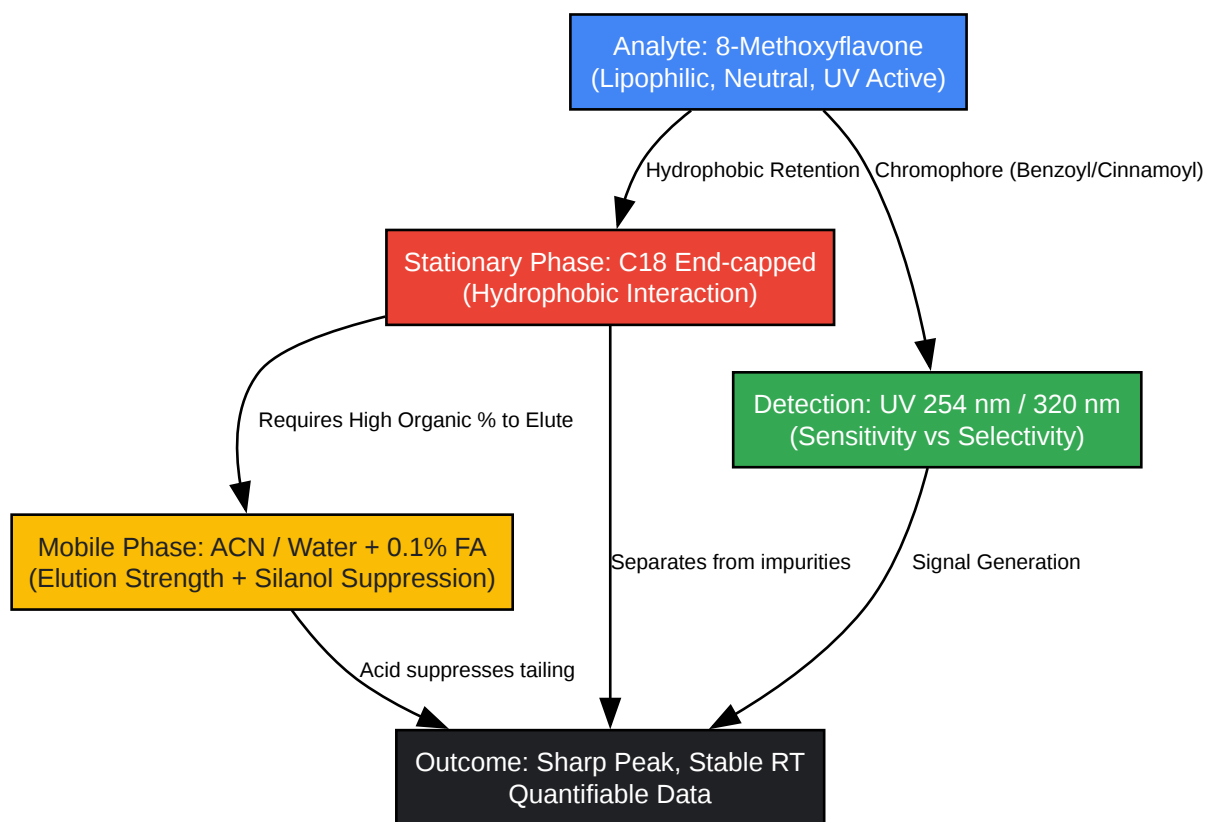 Analyte: 8-Methoxyflavone
(Lipophilic, Neutral, UV Active)
Hydrophobic Retention
Chromophore (Benzoyl/Cinnamoyl)
Stationary Phase: C18 End-capped
(Hydrophobic Interaction)
Requires High Organic % to Elute
Detection: UV 254 nm / 320 nm
(Sensitivity vs Selectivity)
Mobile Phase: ACN / Water + 0.1% FA
(Elution Strength + Silanol Suppression)
Separates from impurities
Signal Generation
Acid suppresses tailing
Outcome: Sharp Peak, Stable RT
Quantifiable Data